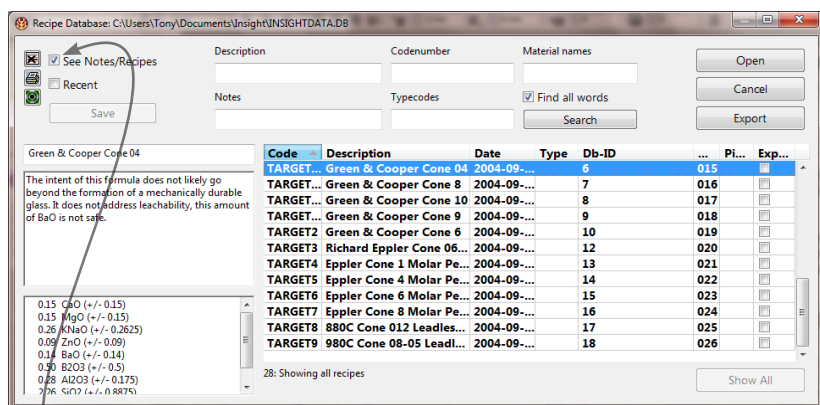 Recipe Database: C:\Users\Tony\Documents\Insight\INSIGHTDATA.DB
See Notes/Recipes
Recent
Save
Description
Codenumber
Material names
Notes
Typecodes
Find all words
Search
Open
Cancel
Export
Green & Cooper Cone 04
The intent of this formula does not likely go
beyond the formation of a mechanically durable
glass. It does not address leachability, this amount
of BaO is not safe.
0.15 CaO (+/- 0.15)
0.15 MgO (+/- 0.15)
0.26 KNaO (+/- 0.2625)
0.09 ZnO (+/- 0.09)
0.14 BaO (+/- 0.14)
0.50 B2O3 (+/- 0.5)
0.28 Al2O3 (+/- 0.175)
2.26 SiO2 (+/- 0.8875)
Code Description Date Type Db-ID ... Pi... Exp...
TARGET... Green & Cooper Cone 04 2004-09-... 6 015
TARGET... Green & Cooper Cone 8 2004-09-... 7 016
TARGET... Green & Cooper Cone 10 2004-09-... 8 017
TARGET... Green & Cooper Cone 9 2004-09-... 9 018
TARGET2 Green & Cooper Cone 6 2004-09-... 10 019
TARGET3 Richard Eppler Cone 06... 2004-09-... 12 020
TARGET4 Eppler Cone 1 Molar Pe... 2004-09-... 13 021
TARGET5 Eppler Cone 4 Molar Pe... 2004-09-... 14 022
TARGET6 Eppler Cone 6 Molar Pe... 2004-09-... 15 023
TARGET7 Eppler Cone 8 Molar Pe... 2004-09-... 16 024
TARGET8 880C Cone 012 Leadles... 2004-09-... 17 025
TARGET9 980C Cone 08-05 Leadl... 2004-09-... 18 026
28: Showing all recipes
Show All